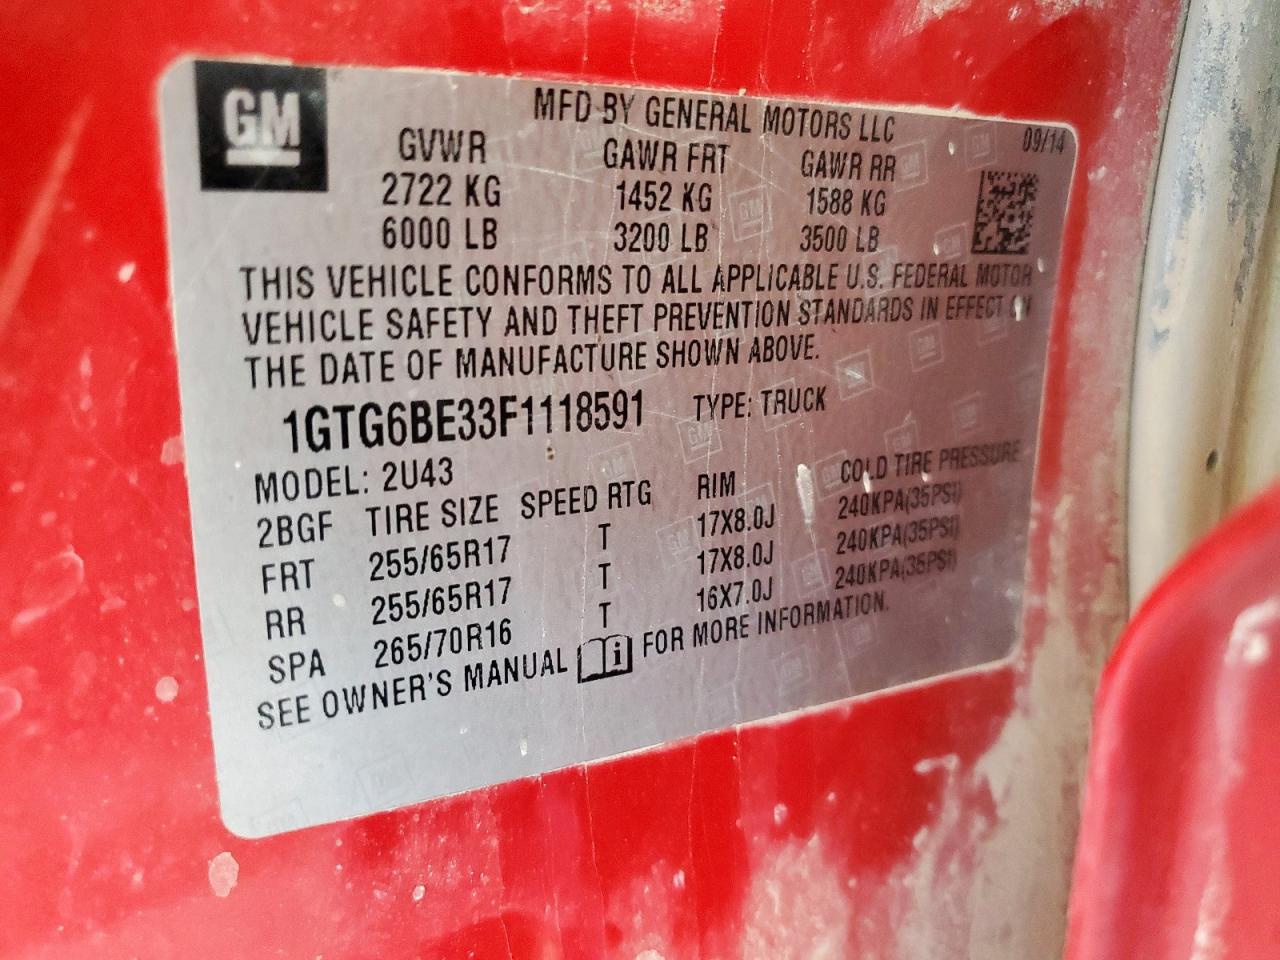 GM
MFD BY GENERAL MOTORS LLC
09/14
GVWR GAWR FRT GAWR RR
2722 KG 1452 KG 1588 KG
6000 LB 3200 LB 3500 LB
THIS VEHICLE CONFORMS TO ALL APPLICABLE U.S. FEDERAL MOTOR
VEHICLE SAFETY AND THEFT PREVENTION STANDARDS IN EFFECT ON
THE DATE OF MANUFACTURE SHOWN ABOVE.
1GTG6BE33F1118591 TYPE: TRUCK
MODEL: 2U43
2BGF TIRE SIZE SPEED RTG RIM COLD TIRE PRESSURE
FRT 255/65R17 T 17X8.0J 240KPA(35PSI)
RR 255/65R17 T 17X8.0J 240KPA(35PSI)
SPA 265/70R16 T 16X7.0J 240KPA(35PSI)
SEE OWNER'S MANUAL i FOR MORE INFORMATION.